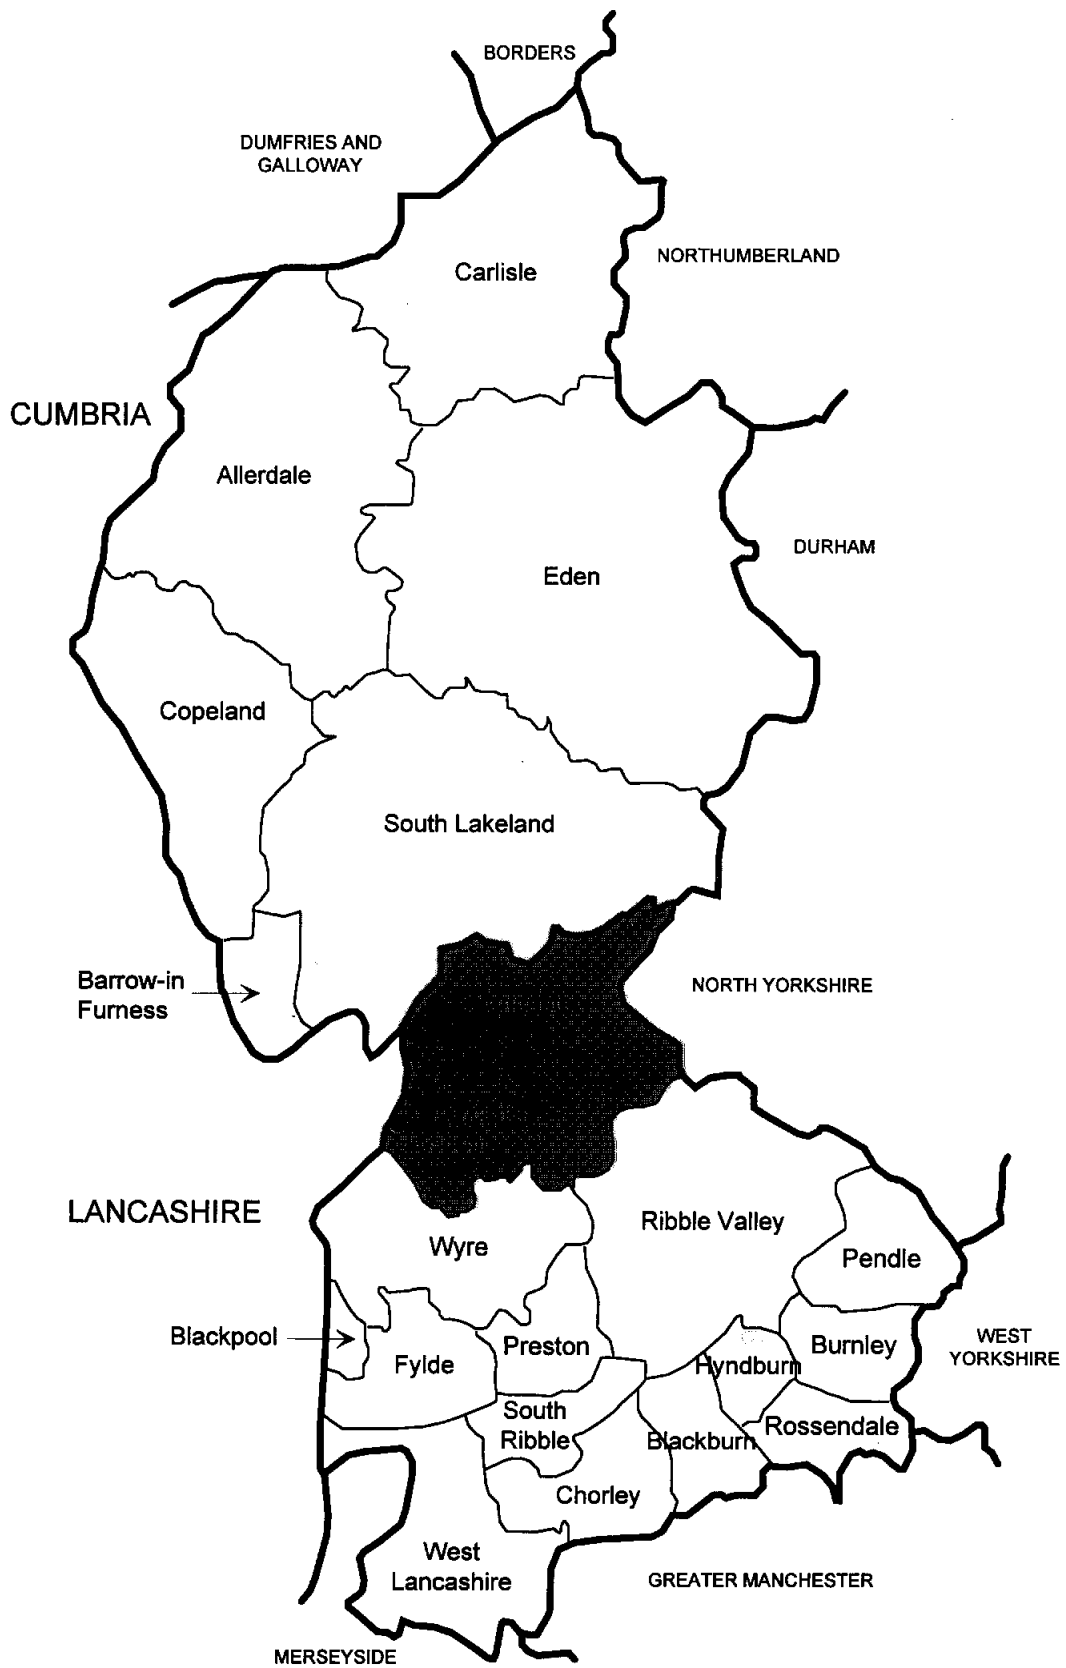 BORDERS
DUMFRIES AND
GALLOWAY
NORTHUMBERLAND
Carlisle
CUMBRIA
Allerdale
DURHAM
Eden
Copeland
South Lakeland
Barrow-in
Furness
NORTH YORKSHIRE
LANCASHIRE
Ribble Valley
Wyre
Pendle
Blackpool
Preston
Burnley
WEST
YORKSHIRE
Fylde
Hyndburn
South
Ribble
Rossendale
Blackburn
Chorley
West
Lancashire
GREATER MANCHESTER
MERSEYSIDE